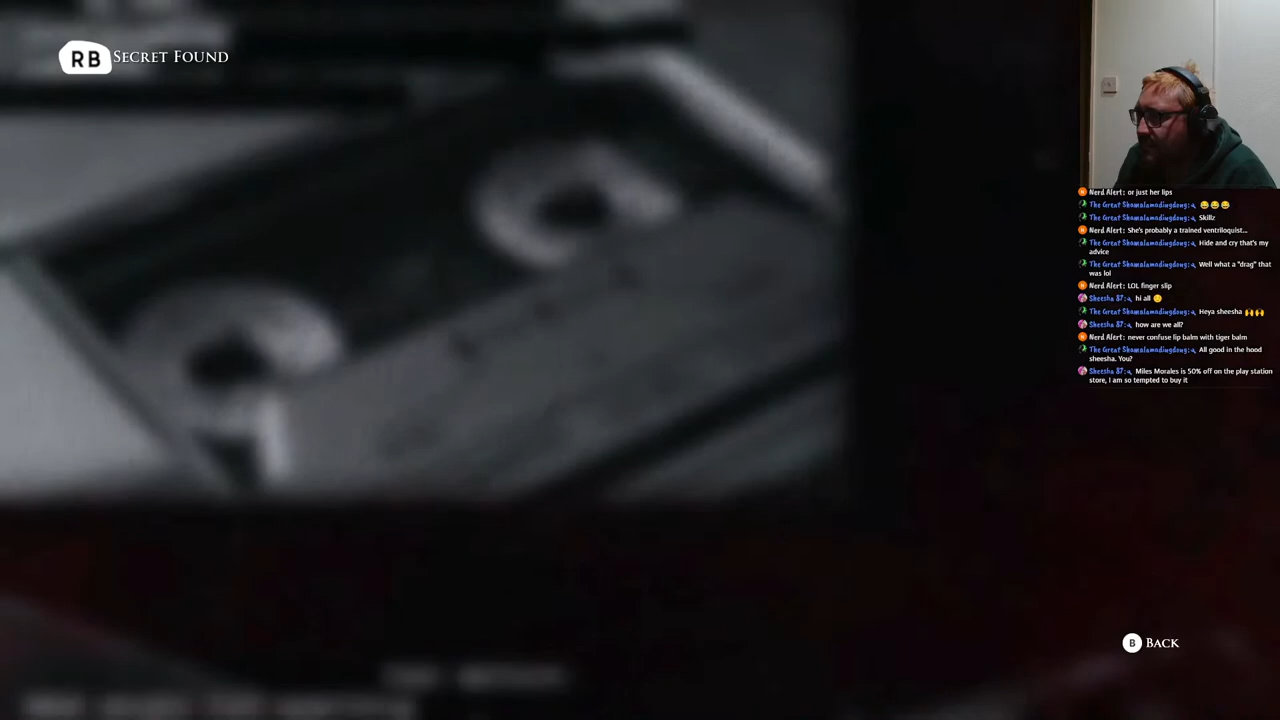 RB SECRET FOUND
Nerd Alert: or just her lips
The Great Shamalamadingdong: 😂😂😂
The Great Shamalamadingdong: Skillz
Nerd Alert: She's probably a trained ventriloquist...
The Great Shamalamadingdong: Hide and cry that's my
advice
The Great Shamalamadingdong: Well what a "drag" that
was lol
Nerd Alert: LOL finger slip
Sheesha 87: hi all 😊
The Great Shamalamadingdong: Heya sheesha 🙌🙌
Sheesha 87: how are we all?
Nerd Alert: never confuse lip balm with tiger balm
The Great Shamalamadingdong: All good in the hood
sheesha. You?
Sheesha 87: Miles Morales is 50% off on the play station
store, I am so tempted to buy it
B BACK